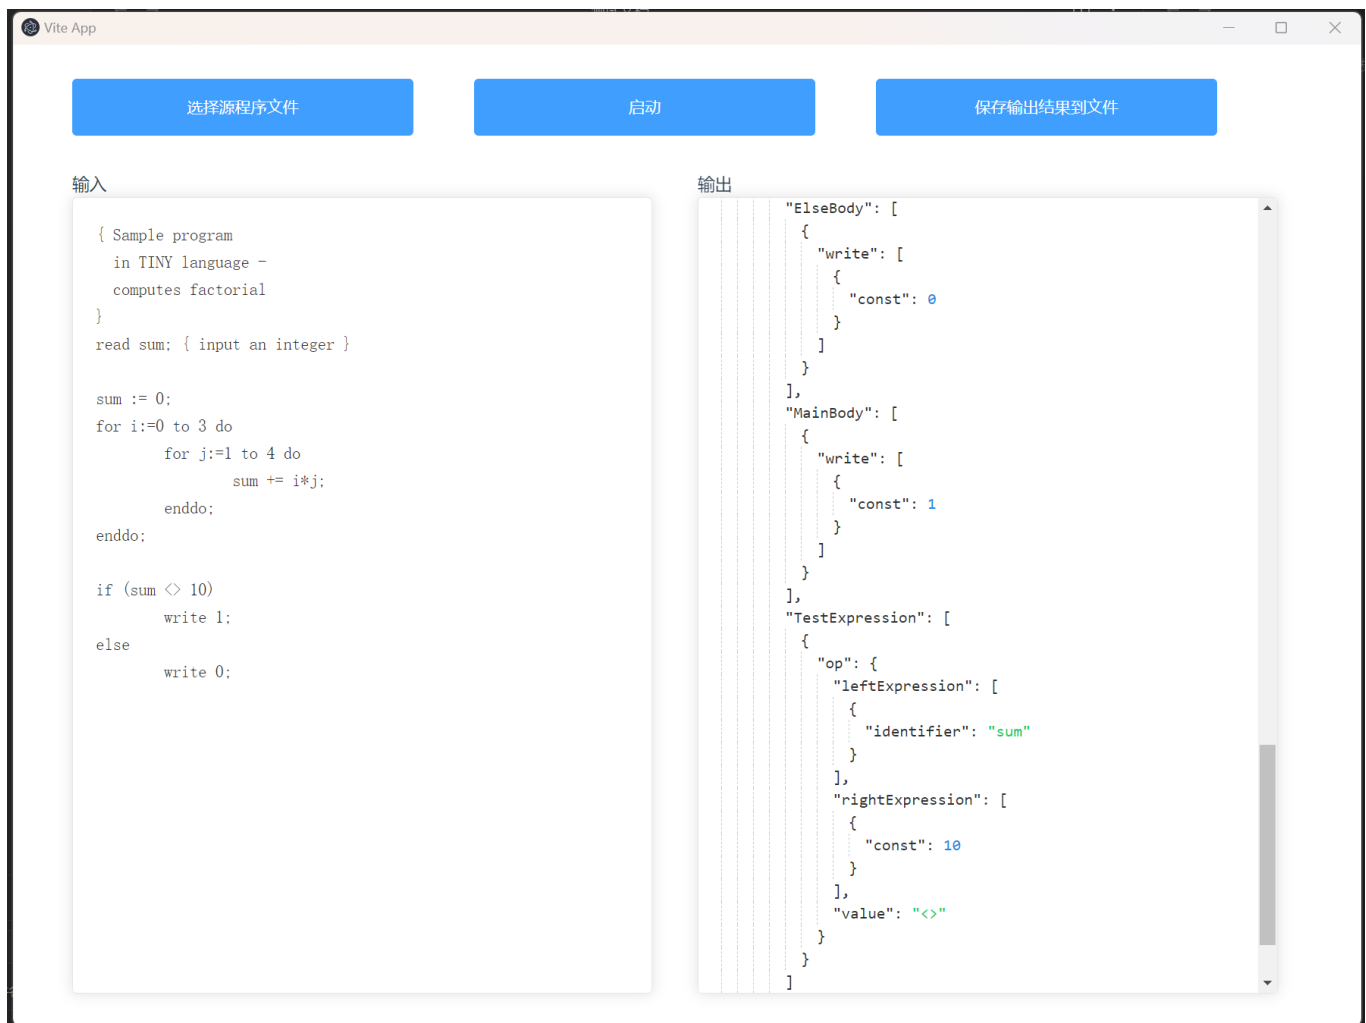 Vite App
选择源程序文件
启动
保存输出结果到文件
输入
{ Sample program
in TINY language -
computes factorial
}
read sum; { input an integer }
sum := 0;
for i:=0 to 3 do
for j:=1 to 4 do
sum += i*j;
enddo;
enddo;
if (sum <> 10)
write 1;
else
write 0;
输出
"ElseBody": [
{
"write": [
{
"const": 0
}
]
}
],
"MainBody": [
{
"write": [
{
"const": 1
}
]
}
],
"TestExpression": [
{
"op": {
"leftExpression": [
{
"identifier": "sum"
}
],
"rightExpression": [
{
"const": 10
}
],
"value": "<>"
}
}
]